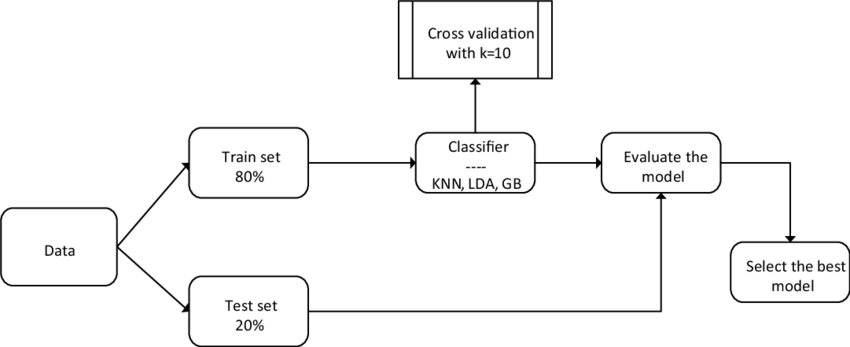 Cross validation
with k=10
Train set
80%
Classifier
----
KNN, LDA, GB
Evaluate the
model
Data
Select the best
model
Test set
20%